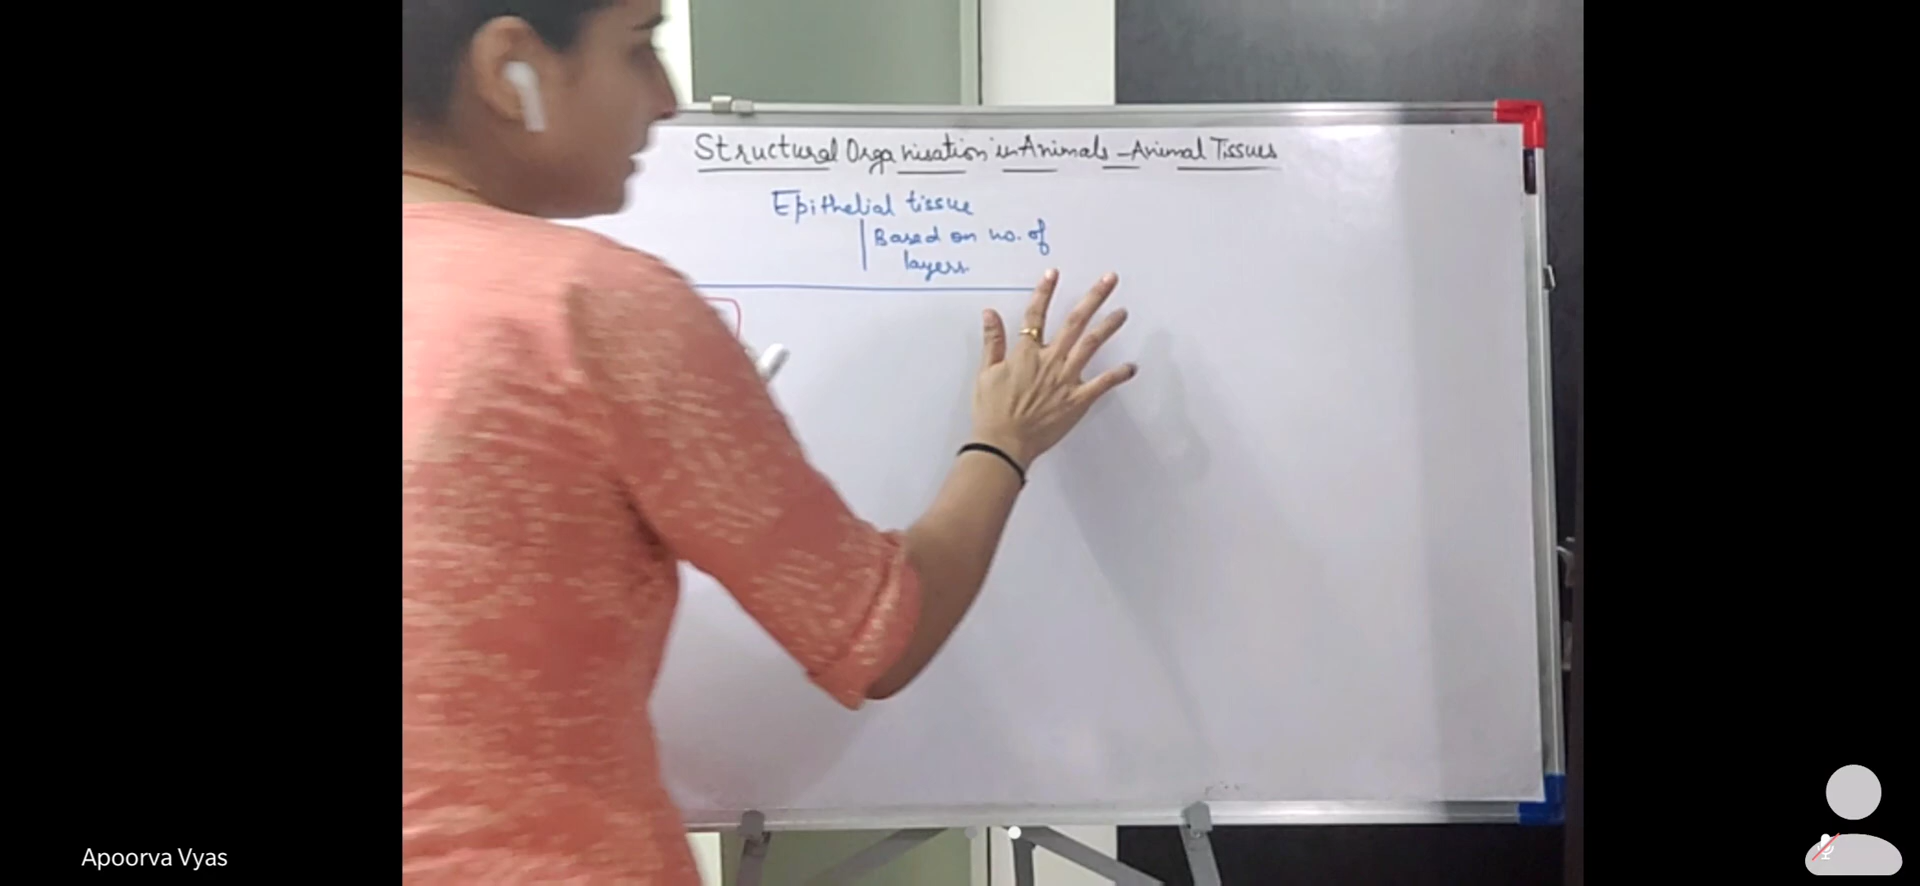 Structural Organisation in Animals - Animal Tissues
Epithelial tissue
Based on no. of
layers
Apoorva Vyas